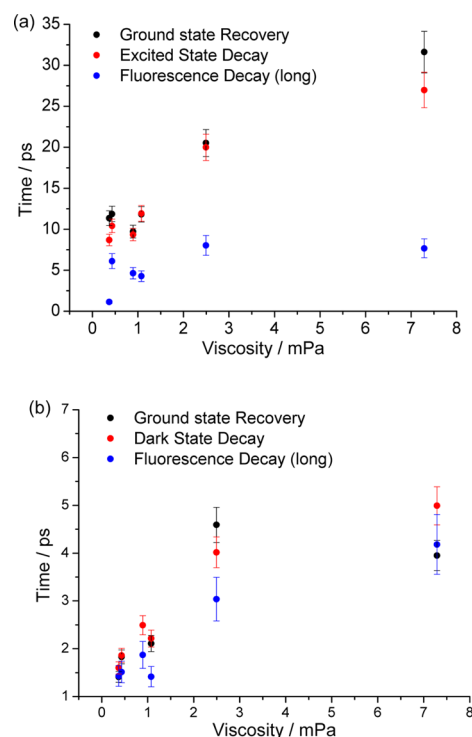 (a)
35
30
25
20
15
10
5
0
Time / ps
Ground state Recovery
Excited State Decay
Fluorescence Decay (long)
0 1 2 3 4 5 6 7 8
Viscosity / mPa
(b)
7
6
5
4
3
2
1
Time / ps
Ground state Recovery
Dark State Decay
Fluorescence Decay (long)
0 1 2 3 4 5 6 7 8
Viscosity / mPa